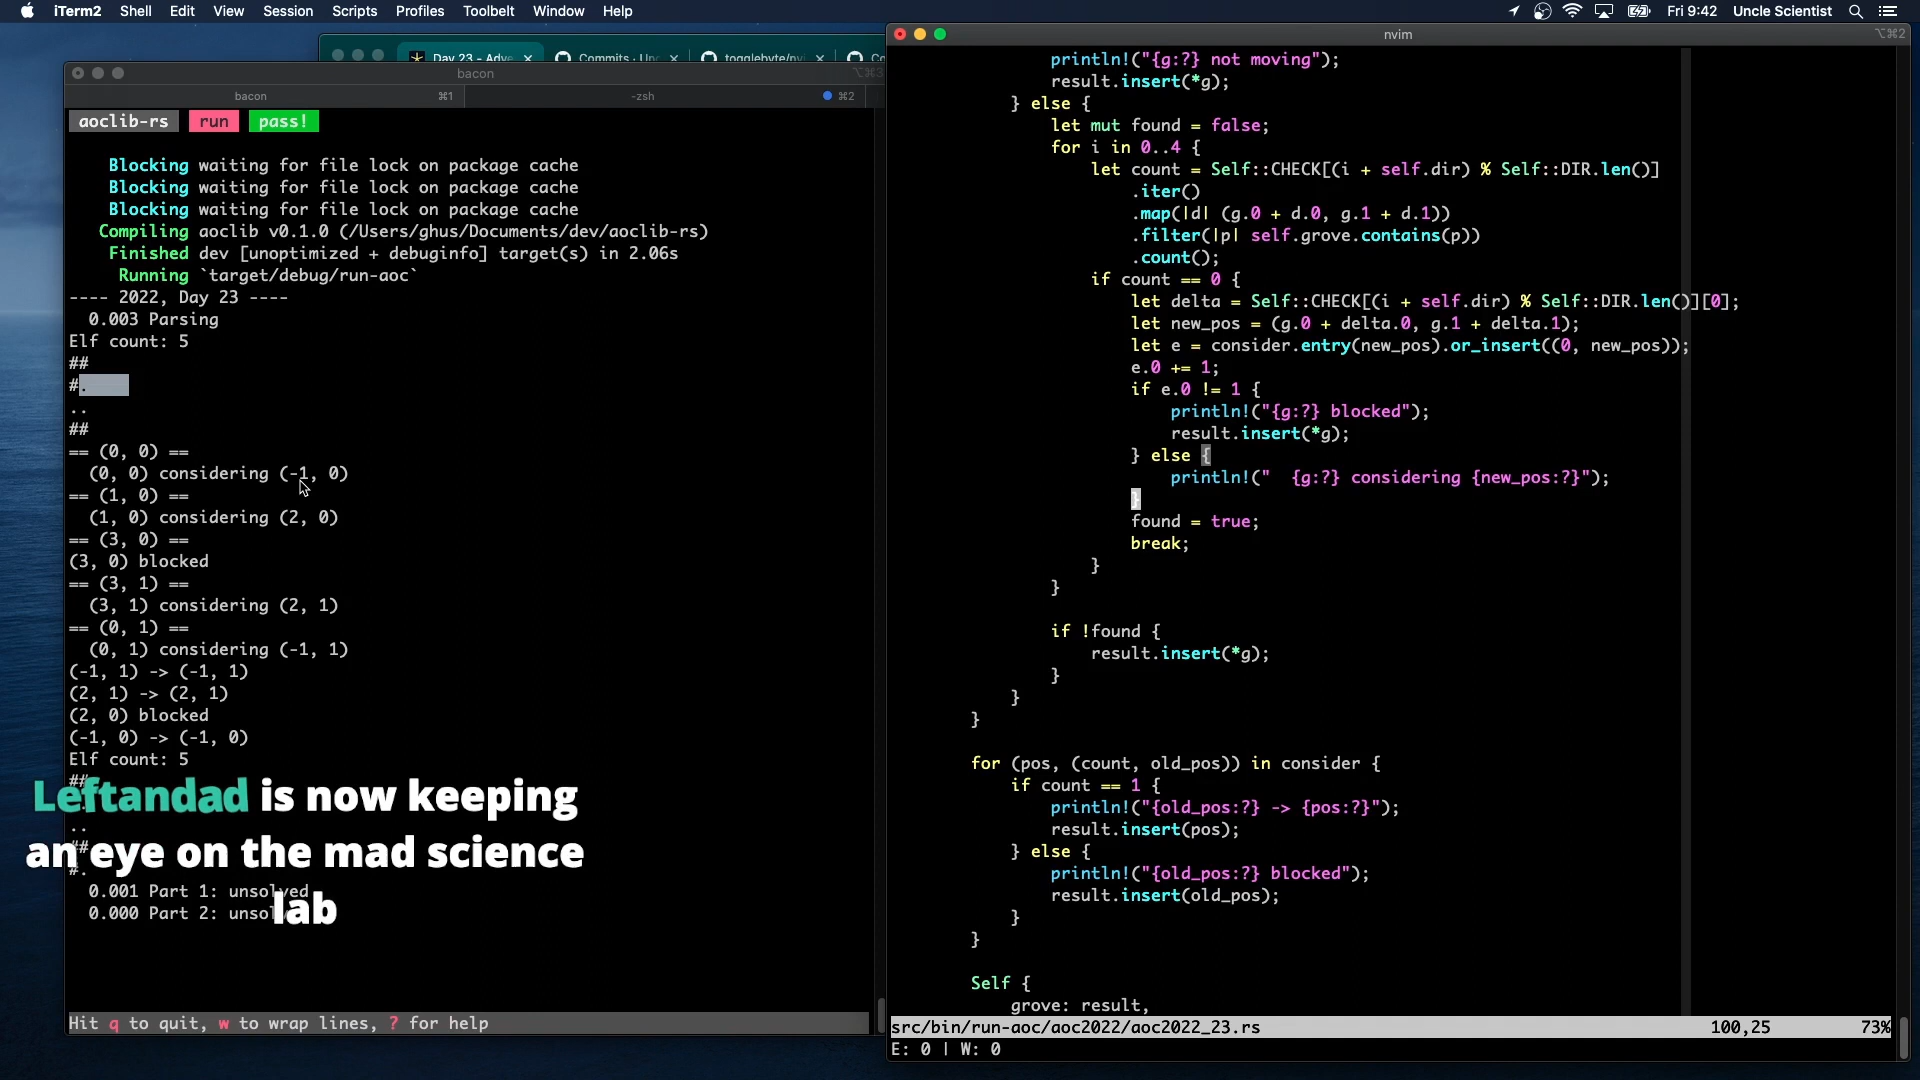 iTerm2 Shell Edit View Session Scripts Profiles Toolbelt Window Help
Fri 9:42 Uncle Scientist
Day 23 - Adve × Commits · Unc × togglebyte/nvi × Co
bacon ⌥⌘3
bacon ⌘1 -zsh ⌘2
aoclib-rs run pass!
Blocking waiting for file lock on package cache
Blocking waiting for file lock on package cache
Blocking waiting for file lock on package cache
Compiling aoclib v0.1.0 (/Users/ghus/Documents/dev/aoclib-rs)
Finished dev [unoptimized + debuginfo] target(s) in 2.06s
Running `target/debug/run-aoc`
---- 2022, Day 23 ----
0.003 Parsing
Elf count: 5
##
#.
..
##
== (0, 0) ==
(0, 0) considering (-1, 0)
== (1, 0) ==
(1, 0) considering (2, 0)
== (3, 0) ==
(3, 0) blocked
== (3, 1) ==
(3, 1) considering (2, 1)
== (0, 1) ==
(0, 1) considering (-1, 1)
(-1, 1) -> (-1, 1)
(2, 1) -> (2, 1)
(2, 0) blocked
(-1, 0) -> (-1, 0)
Elf count: 5
##
..
#.
0.001 Part 1: unsolved
0.000 Part 2:
Leftandad is now keeping
an eye on the mad science
lab
Hit q to quit, w to wrap lines, ? for help
nvim ⌥⌘2
println!("{g:?} not moving");
result.insert(*g);
} else {
let mut found = false;
for i in 0..4 {
let count = Self::CHECK[(i + self.dir) % Self::DIR.len()]
.iter()
.map(|d| (g.0 + d.0, g.1 + d.1))
.filter(|p| self.grove.contains(p))
.count();
if count == 0 {
let delta = Self::CHECK[(i + self.dir) % Self::DIR.len()][0];
let new_pos = (g.0 + delta.0, g.1 + delta.1);
let e = consider.entry(new_pos).or_insert((0, new_pos));
e.0 += 1;
if e.0 != 1 {
println!("{g:?} blocked");
result.insert(*g);
} else {
println!("  {g:?} considering {new_pos:?}");
}
found = true;
break;
}
}
if !found {
result.insert(*g);
}
}
}
for (pos, (count, old_pos)) in consider {
if count == 1 {
println!("{old_pos:?} -> {pos:?}");
result.insert(pos);
} else {
println!("{old_pos:?} blocked");
result.insert(old_pos);
}
}
Self {
grove: result,
src/bin/run-aoc/aoc2022/aoc2022_23.rs 100,25 73%
E: 0 | W: 0